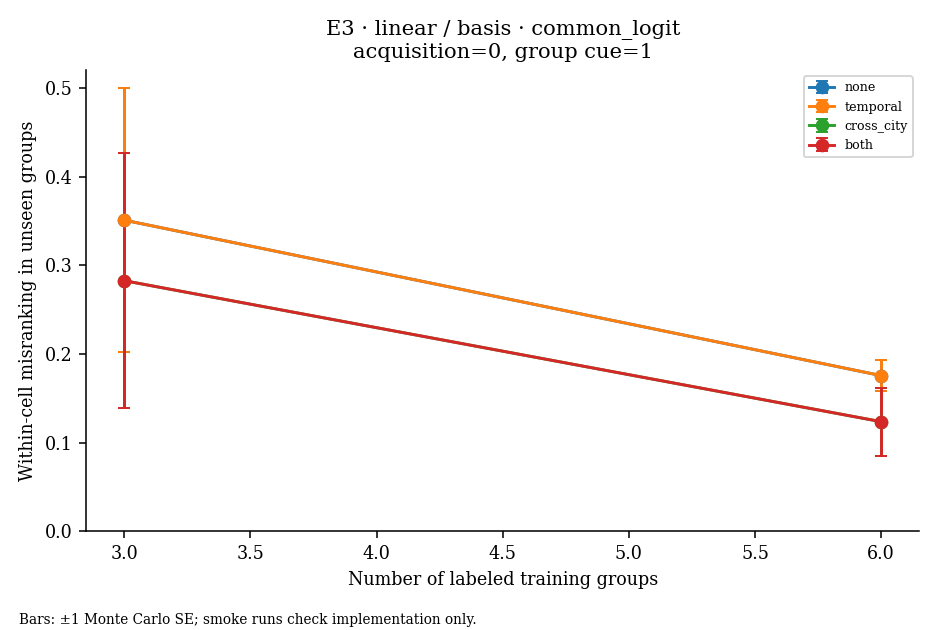 E3 · linear / basis · common_logit
acquisition=0, group cue=1
none
temporal
cross_city
both
Within-cell misranking in unseen groups
0.5
0.4
0.3
0.2
0.1
0.0
3.0 3.5 4.0 4.5 5.0 5.5 6.0
Number of labeled training groups
Bars: ±1 Monte Carlo SE; smoke runs check implementation only.